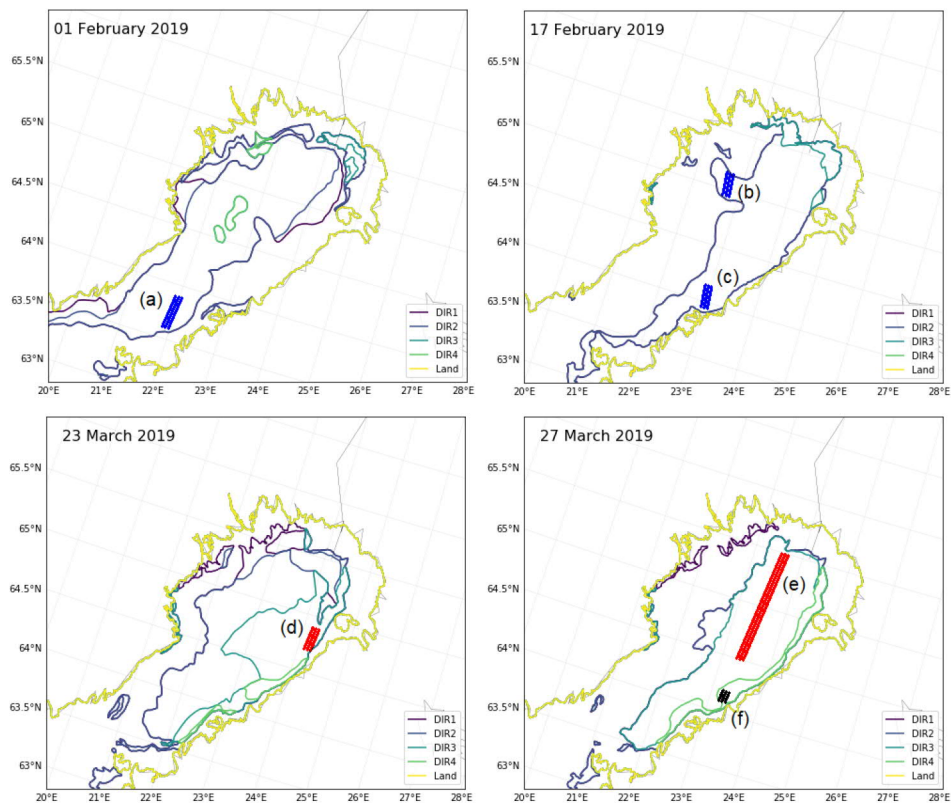 01 February 2019
65.5°N
65°N
64.5°N
64°N
63.5°N
63°N
(a)
DIR1
DIR2
DIR3
DIR4
Land
20°E 21°E 22°E 23°E 24°E 25°E 26°E 27°E 28°E
17 February 2019
65.5°N
65°N
64.5°N
64°N
63.5°N
63°N
(b)
(c)
DIR1
DIR2
DIR3
DIR4
Land
20°E 21°E 22°E 23°E 24°E 25°E 26°E 27°E 28°E
23 March 2019
65.5°N
65°N
64.5°N
64°N
63.5°N
63°N
(d)
DIR1
DIR2
DIR3
DIR4
Land
20°E 21°E 22°E 23°E 24°E 25°E 26°E 27°E 28°E
27 March 2019
65.5°N
65°N
64.5°N
64°N
63.5°N
63°N
(e)
(f)
DIR1
DIR2
DIR3
DIR4
Land
20°E 21°E 22°E 23°E 24°E 25°E 26°E 27°E 28°E